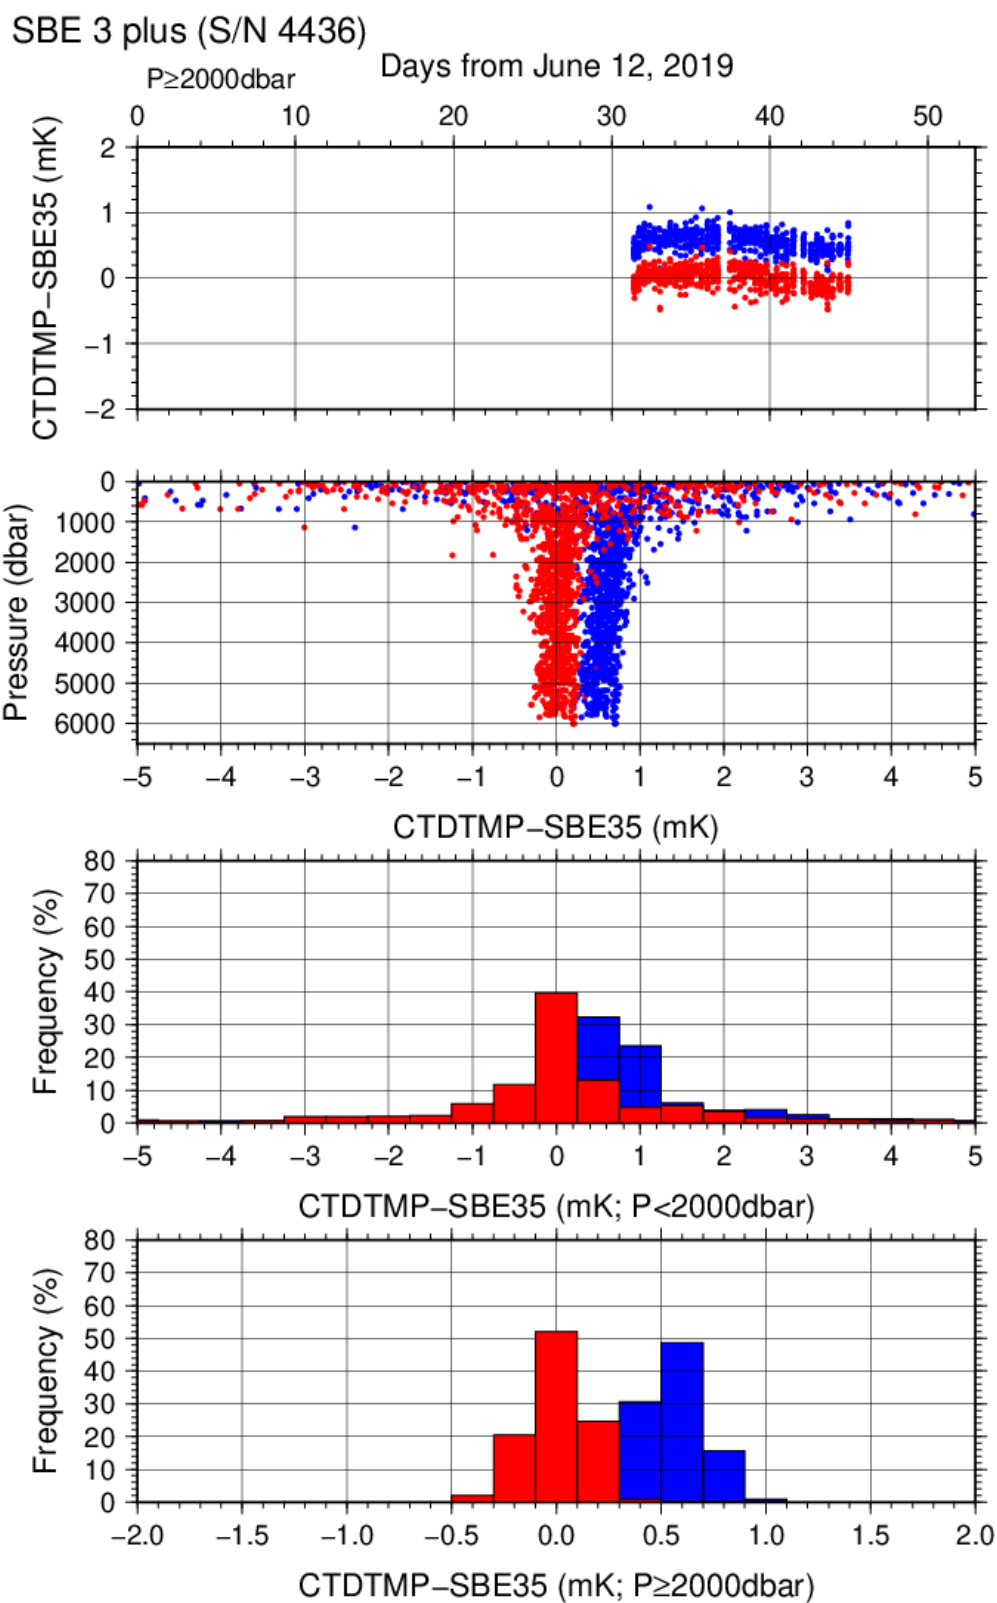 SBE 3 plus (S/N 4436)
P≥2000dbar
Days from June 12, 2019
0 10 20 30 40 50
CTDTMP−SBE35 (mK)
2
1
0
−1
−2
Pressure (dbar)
0
1000
2000
3000
4000
5000
6000
−5 −4 −3 −2 −1 0 1 2 3 4 5
CTDTMP−SBE35 (mK)
Frequency (%)
80
70
60
50
40
30
20
10
0
−5 −4 −3 −2 −1 0 1 2 3 4 5
CTDTMP−SBE35 (mK; P<2000dbar)
Frequency (%)
80
70
60
50
40
30
20
10
0
−2.0 −1.5 −1.0 −0.5 0.0 0.5 1.0 1.5 2.0
CTDTMP−SBE35 (mK; P≥2000dbar)